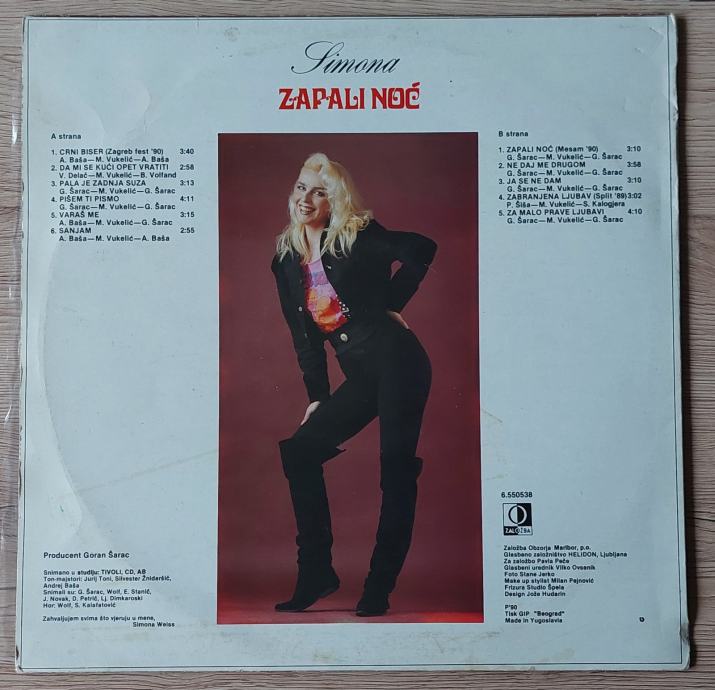 Simona
ZAPALI NOĆ
A strana
1. CRNI BISER (Zagreb fest '90) 3:40
A. Baša—M. Vukelić—A. Baša
2. DA MI SE KUĆI OPET VRATITI 2:58
V. Delač—M. Vukelić—B. Volfand
3. PALA JE ZADNJA SUZA 3:13
G. Šarac—M. Vukelić—G. Šarac
4. PIŠEM TI PISMO 4:11
G. Šarac—M. Vukelić—G. Šarac
5. VARAŠ ME 3:15
A. Baša—M. Vukelić—G. Šarac
6. SANJAM 2:55
A. Baša—M. Vukelić—A. Baša
B strana
1. ZAPALI NOĆ (Mesam '90) 3:10
G. Šarac—M. Vukelić—G. Šarac
2. NE DAJ ME DRUGOM 3:58
G. Šarac—M. Vukelić—G. Šarac
3. JA SE NE DAM 3:10
G. Šarac—M. Vukelić—G. Šarac
4. ZABRANJENA LJUBAV (Split '89) 3:02
P. Šiša—M. Vukelić—S. Kalogjera
5. ZA MALO PRAVE LJUBAVI 4:10
G. Šarac—M. Vukelić—G. Šarac
Producent Goran Šarac
Snimano u studiju: TIVOLI, CD, AB
Ton-majstori: Jurij Toni, Silvester Žnidaršič,
Andrej Baša
Snimali su: G. Šarac, Wolf, E. Stanič,
J. Novak, D. Petrič, Lj. Dimkaroski
Hor: Wolf, S. Kalafatović
Zahvaljujem svima što vjeruju u mene,
Simona Weiss
6.550538
ZALOŽBA
Založba Obzorja Maribor, p.o.
Glasbeno založništvo HELIDON, Ljubljana
Za založbo Pavla Peče
Glasbeni urednik Vilko Ovsenik
Foto Stane Jerko
Make up stylist Milan Pejnović
Frizura Studio Špela
Design Jože Hudarin
P'90
Tisk GIP "Beograd"
Made in Yugoslavia